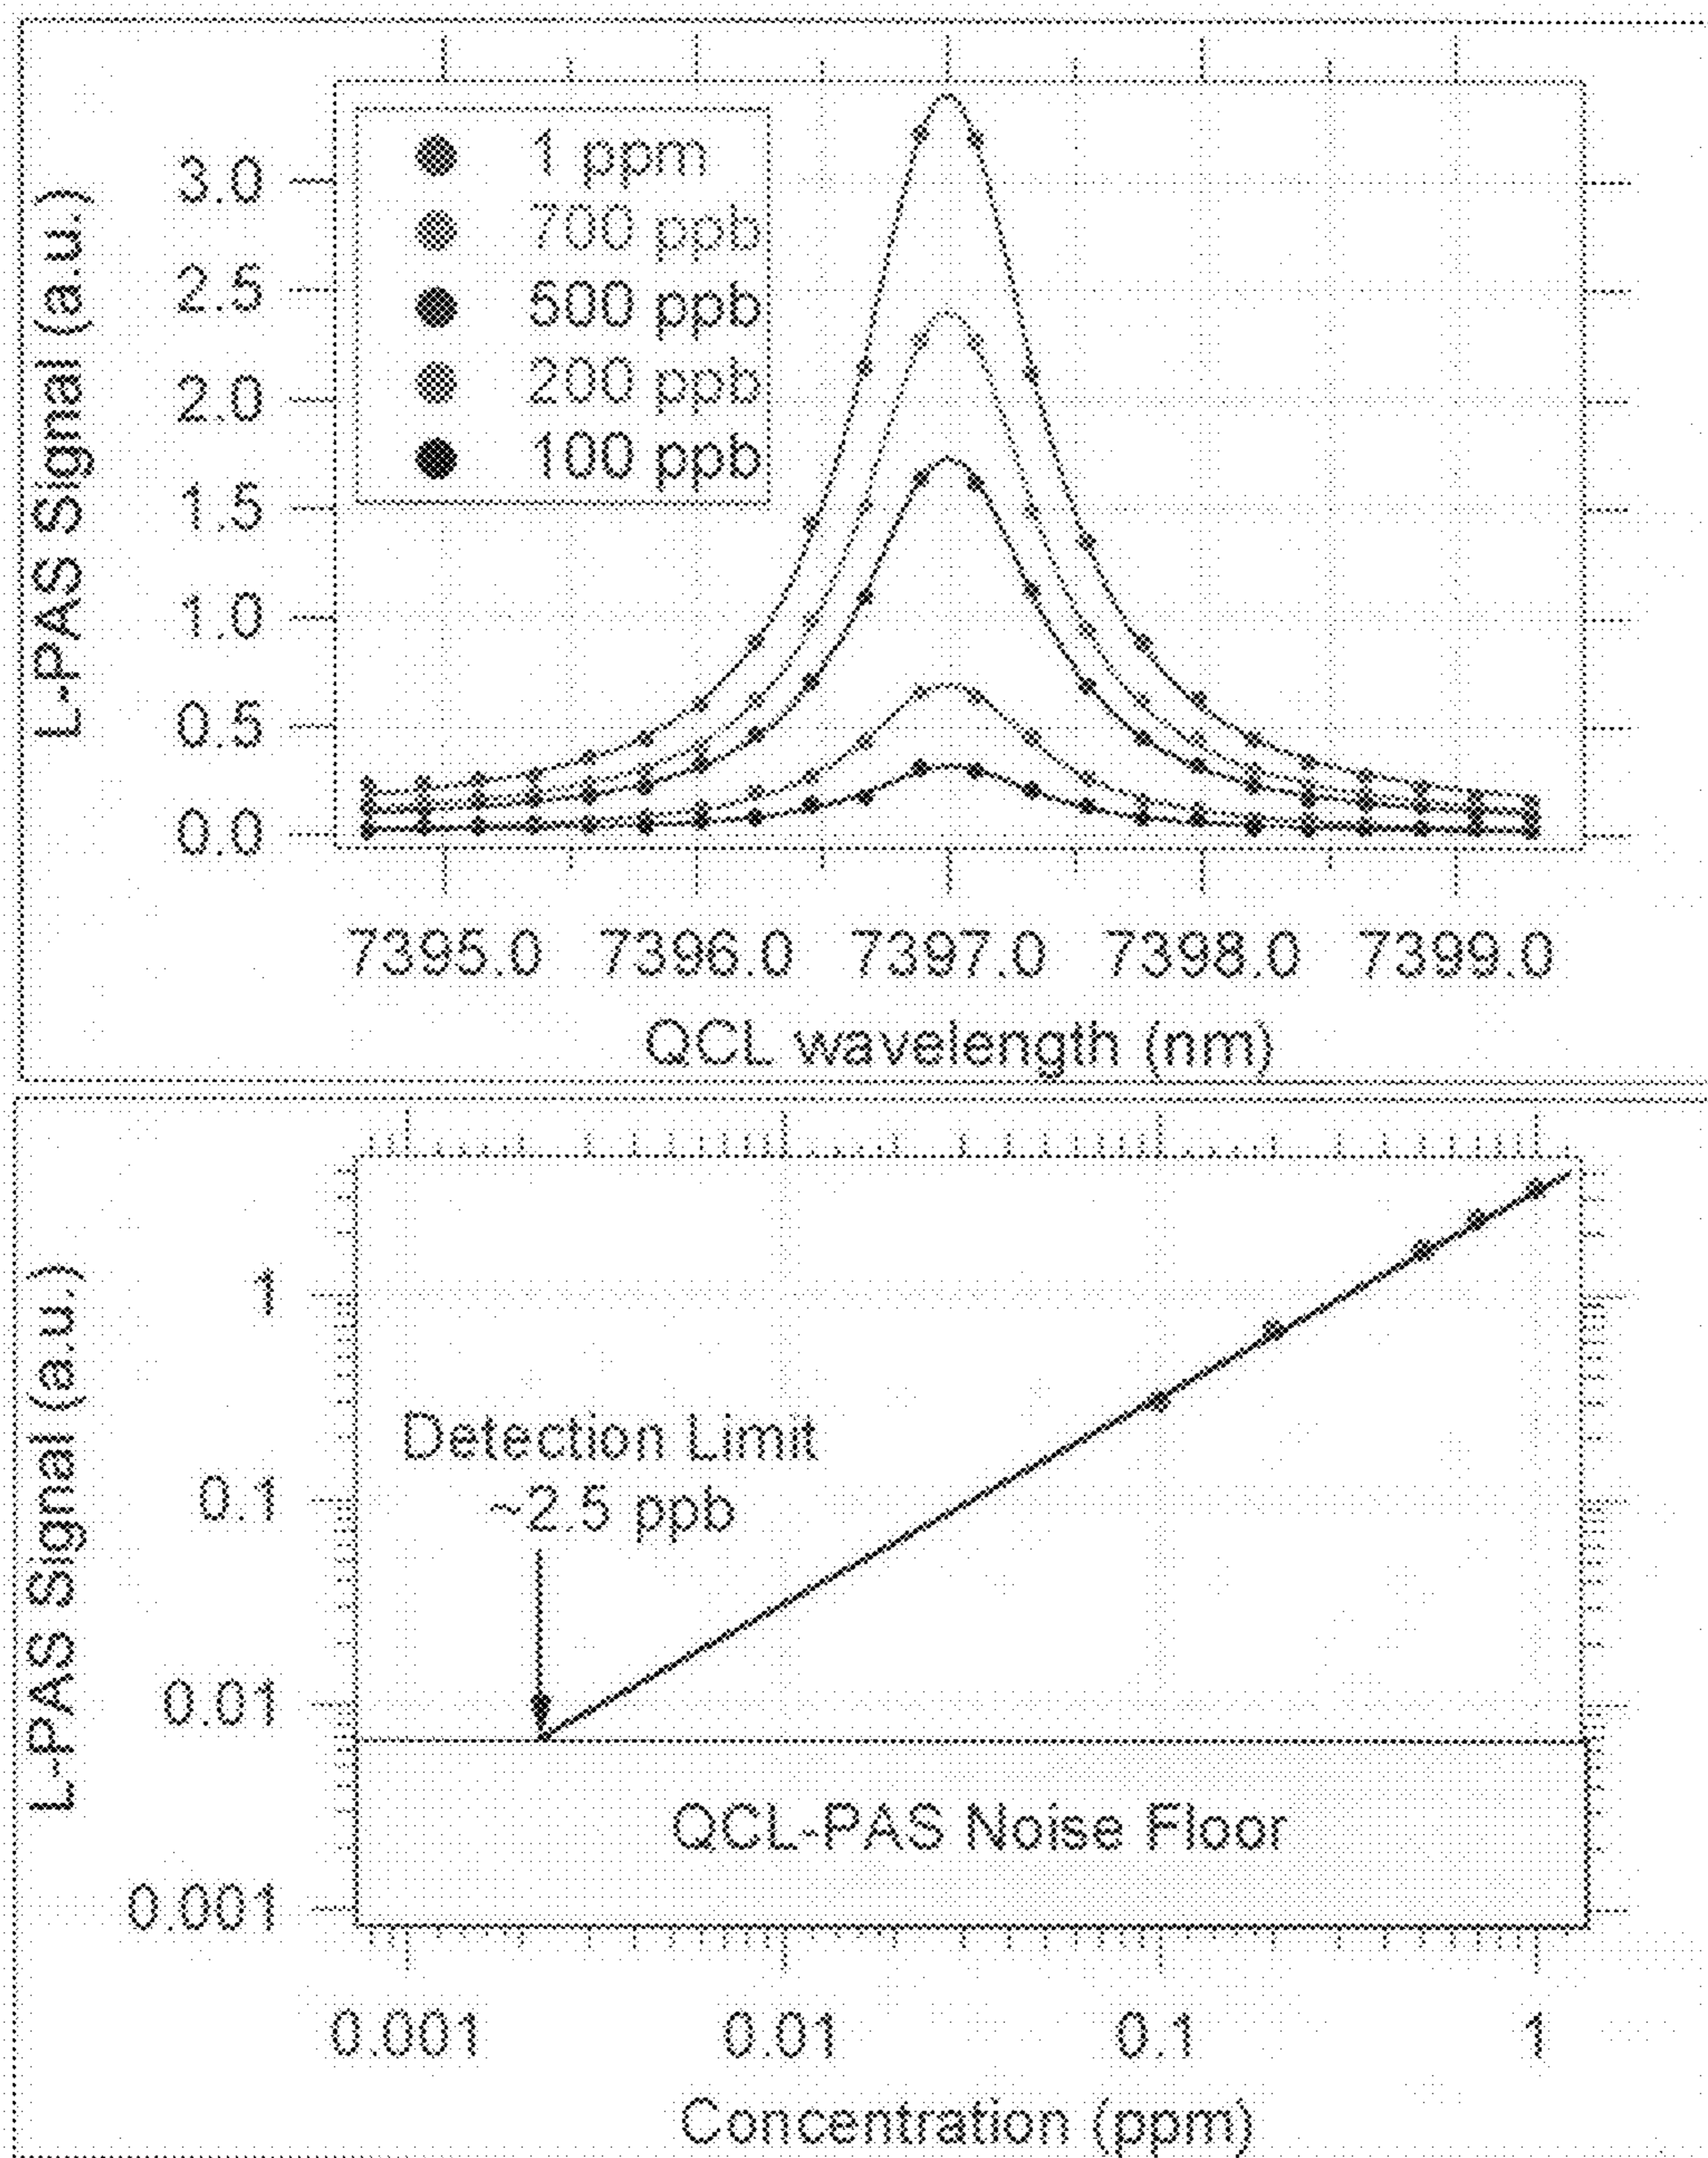 L-PAS Signal (a.u.)
3.0
2.5
2.0
1.5
1.0
0.5
0.0
1 ppm
700 ppb
500 ppb
200 ppb
100 ppb
7395.0 7396.0 7397.0 7398.0 7399.0
QCL wavelength (nm)
L-PAS Signal (a.u.)
1
0.1
0.01
0.001
Detection Limit
~2.5 ppb
QCL-PAS Noise Floor
0.001 0.01 0.1 1
Concentration (ppm)